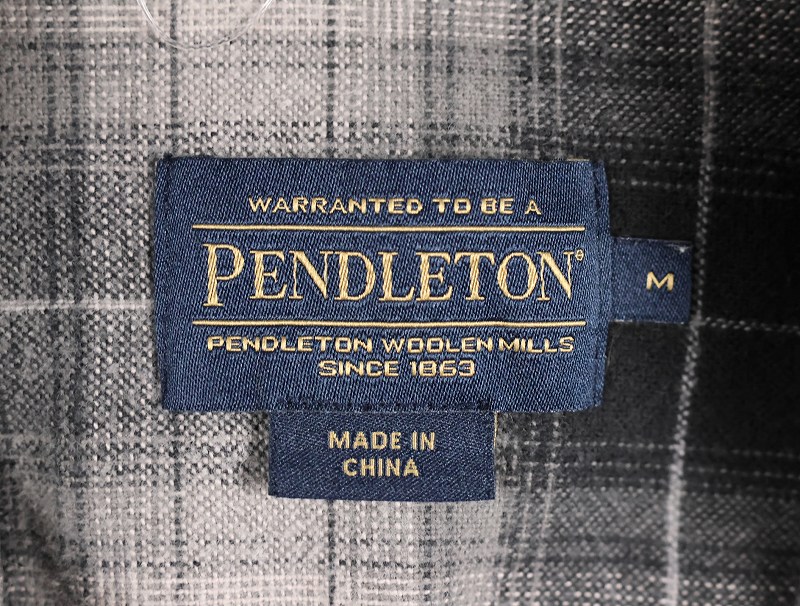 WARRANTED TO BE A
PENDLETON®
M
PENDLETON WOOLEN MILLS
SINCE 1863
MADE IN
CHINA